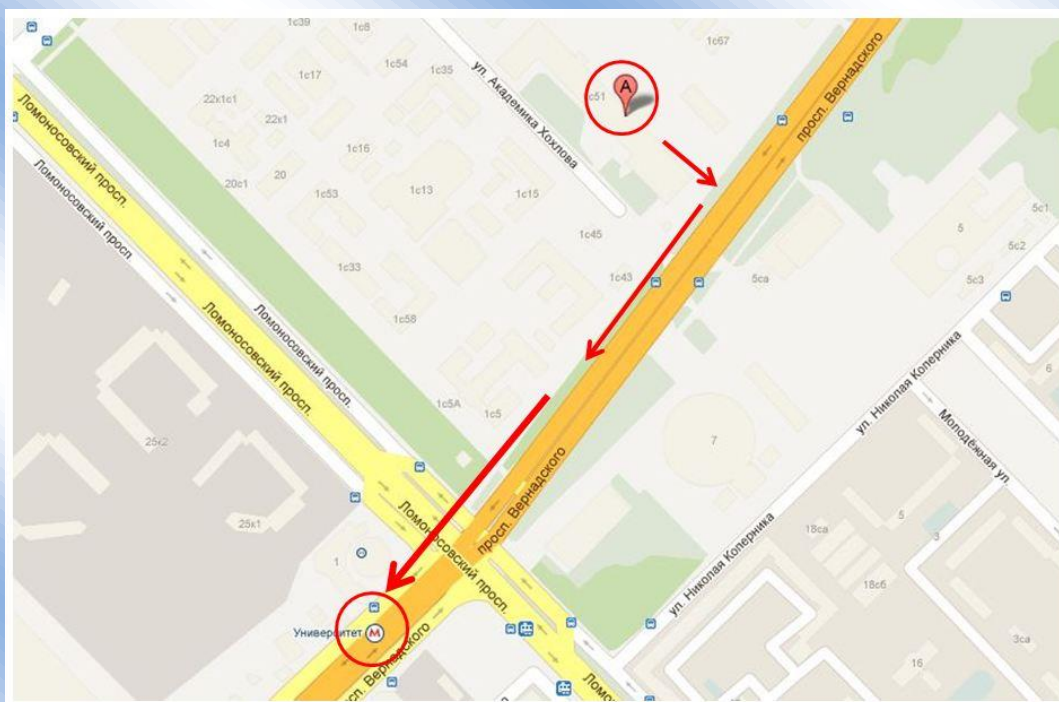 1с39
1с8
1с67
1с54
1с35
1с17
ул. Академика Хохлова
A
с51
просп. Вернадского
22к1с1
22к1
Ломоносовский просп.
1с4
1с16
20с1
20
1с53
1с13
1с15
Ломоносовский просп
5с1
5
5с2
1с45
1с33
1с43
5са
5с3
Ломоносовский просп.
1с58
Ломоносовский просп.
ул. Николая Коперника
6
1с5А
1с5
Молодёжная ул
25к2
7
просп. Вернадского
25к1
Ломоносовский просп.
18са
5
3
1
ул. Николая Коперника
18с6
Университет
М
3са
16
просп. Вернадского
Ломо